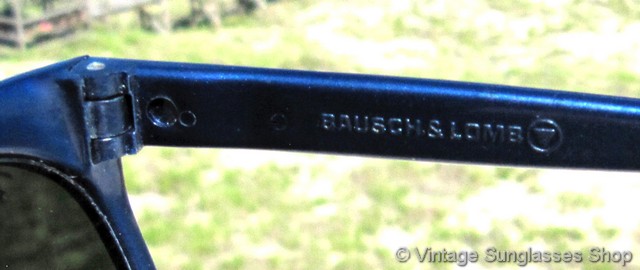 BAUSCH & LOMB
© Vintage Sunglasses Shop